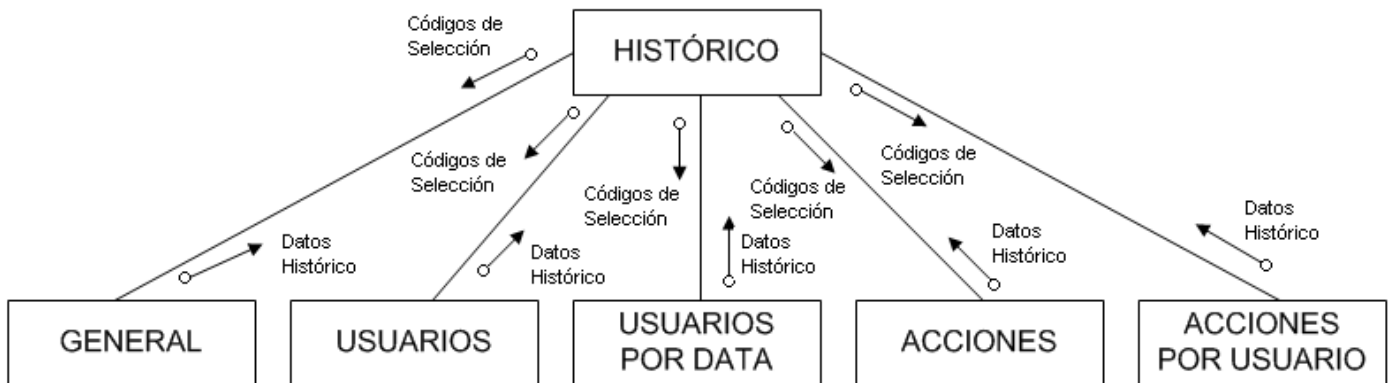 Códigos de
Selección
HISTÓRICO
Códigos de
Selección
Códigos de
Selección
Códigos de
Selección
Códigos de
Selección
Datos
Histórico
Datos
Histórico
Datos
Histórico
Datos
Histórico
Datos
Histórico
GENERAL
USUARIOS
USUARIOS
POR DATA
ACCIONES
ACCIONES
POR USUARIO